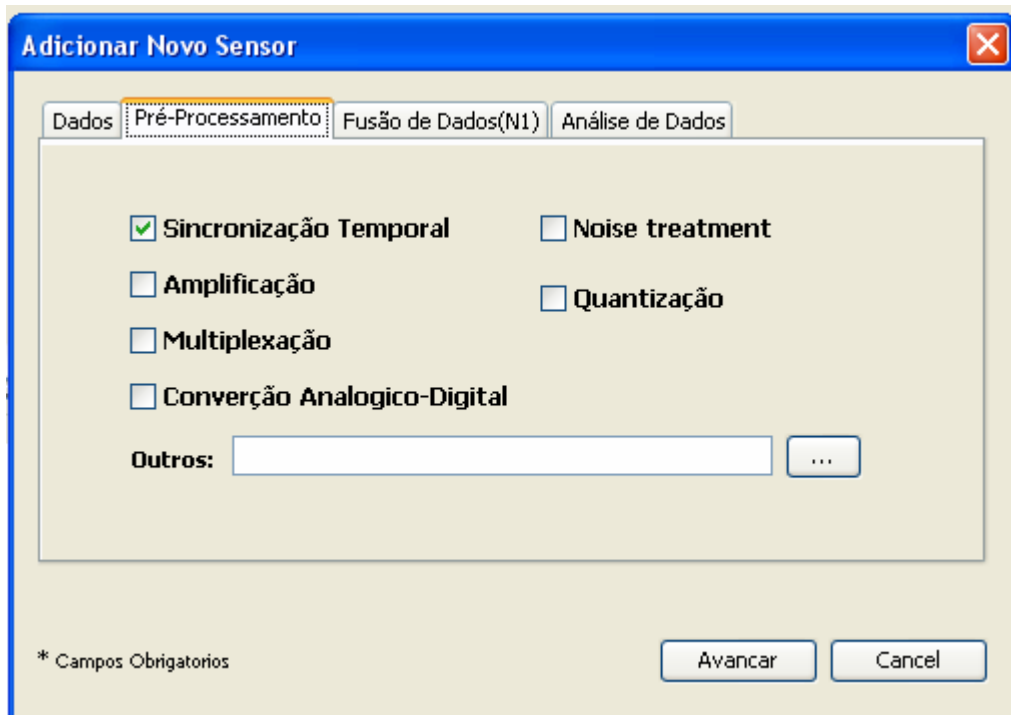 Adicionar Novo Sensor
Dados Pré-Processamento Fusão de Dados(N1) Análise de Dados
Sincronização Temporal Noise treatment
Amplificação
Quantização
Multiplexação
Converção Analogico-Digital
Outros: ...
* Campos Obrigatorios Avancar Cancel